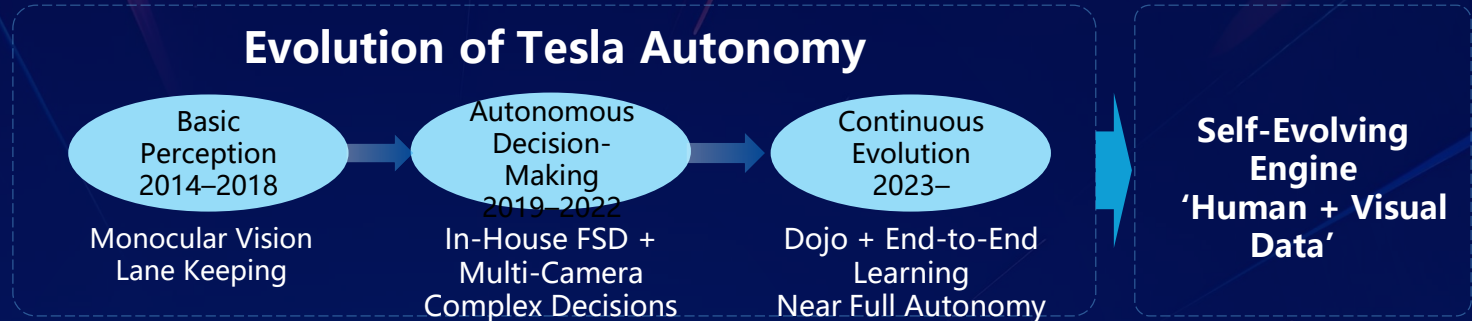 Evolution of Tesla Autonomy
Basic
Perception
2014–2018
Monocular Vision
Lane Keeping
Autonomous
Decision-
Making
2019–2022
In-House FSD +
Multi-Camera
Complex Decisions
Continuous
Evolution
2023–
Dojo + End-to-End
Learning
Near Full Autonomy
Self-Evolving
Engine
‘Human + Visual
Data’